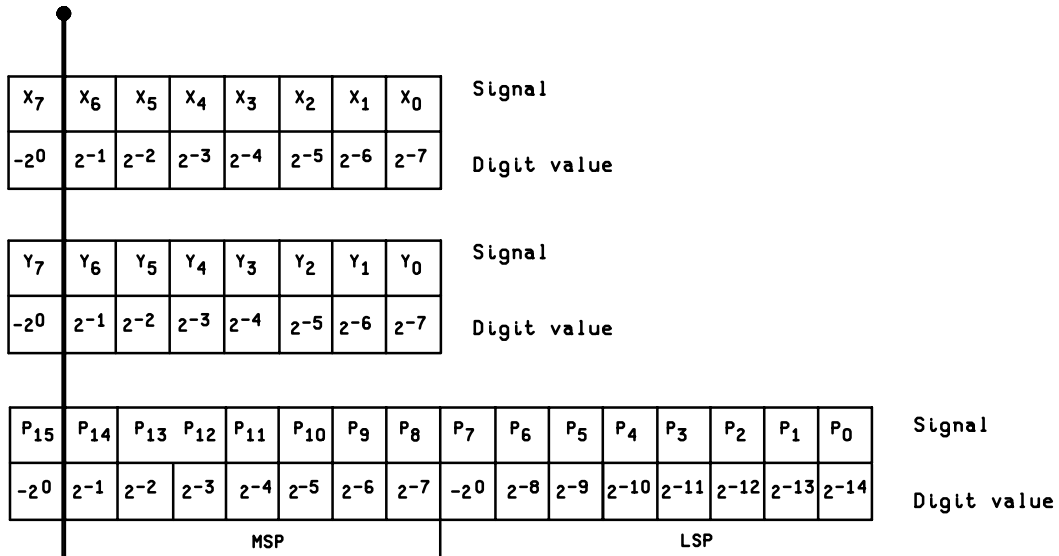 X7 X6 X5 X4 X3 X2 X1 X0 Signal
-2^0 2^-1 2^-2 2^-3 2^-4 2^-5 2^-6 2^-7 Digit value
Y7 Y6 Y5 Y4 Y3 Y2 Y1 Y0 Signal
-2^0 2^-1 2^-2 2^-3 2^-4 2^-5 2^-6 2^-7 Digit value
P15 P14 P13 P12 P11 P10 P9 P8 P7 P6 P5 P4 P3 P2 P1 P0 Signal
-2^0 2^-1 2^-2 2^-3 2^-4 2^-5 2^-6 2^-7 -2^0 2^-8 2^-9 2^-10 2^-11 2^-12 2^-13 2^-14 Digit value
MSP LSP